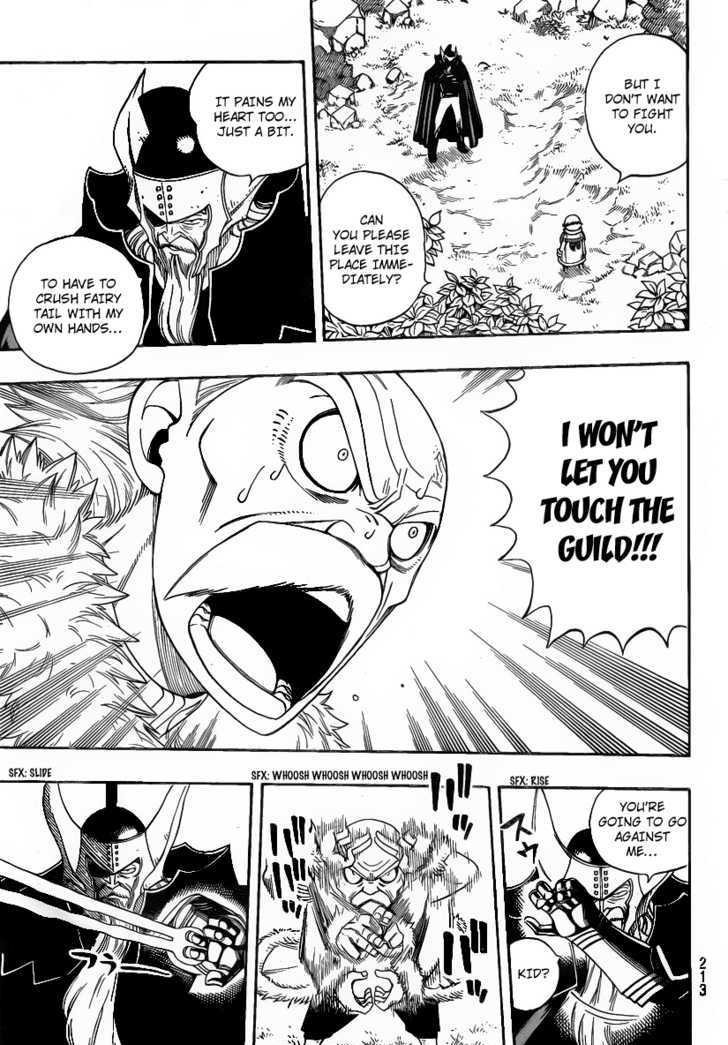 BUT I
DON'T WANT
TO FIGHT
YOU.
CAN
YOU PLEASE
LEAVE THIS
PLACE IMME-
DIATELY?
IT PAINS MY
HEART TOO...
JUST A BIT.
TO HAVE TO
CRUSH FAIRY
TAIL WITH MY
OWN HANDS...
I WON'T
LET YOU
TOUCH THE
GUILD!!!
SFX: RISE
YOU'RE
GOING TO GO
AGAINST
ME...
スウ
KID?
SFX: WHOOSH WHOOSH WHOOSH WHOOSH
SFX: SLIDE
213